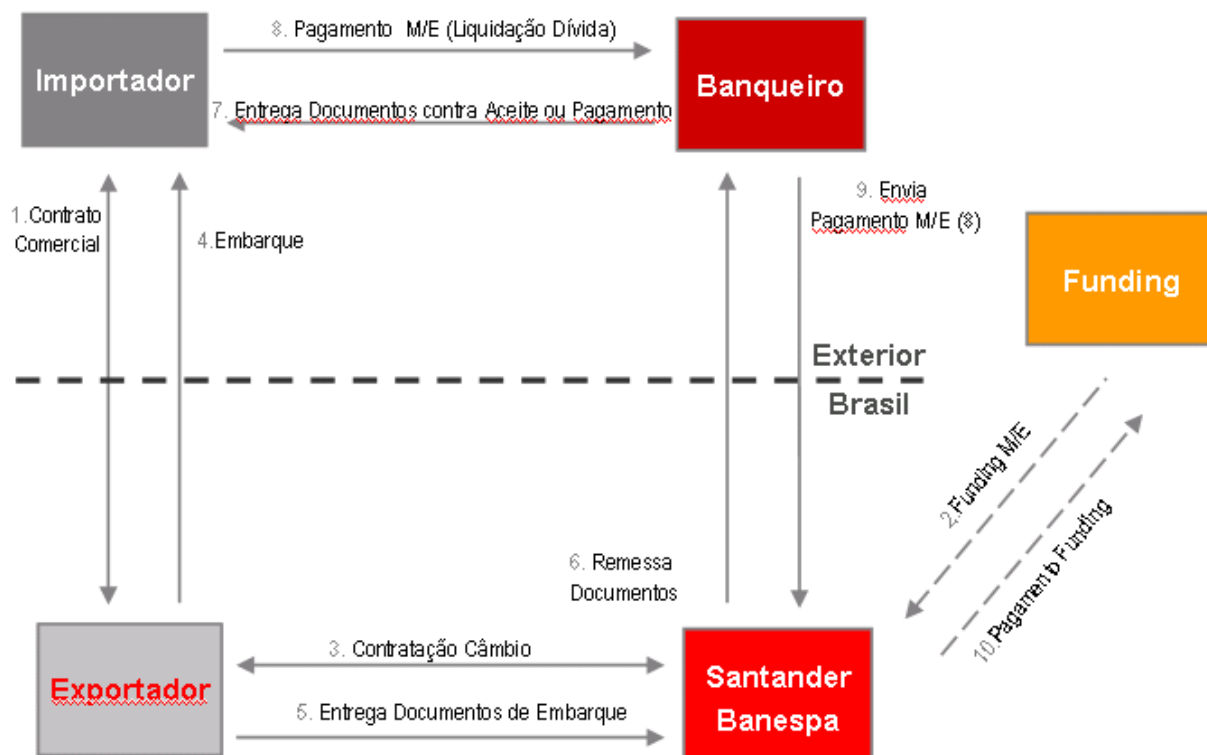 8. Pagamento M/E (Liquidação Dívida)
Importador
Banqueiro
7. Entrega Documentos contra Aceite ou Pagamento
1.Contrato
Comercial
4.Embarque
9. Envia
Pagamento M/E (8)
Funding
Exterior
Brasil
2.Funding M/E
10.Pagamento Funding
6. Remessa
Documentos
3. Contratação Câmbio
Exportador
Santander
Banespa
5. Entrega Documentos de Embarque